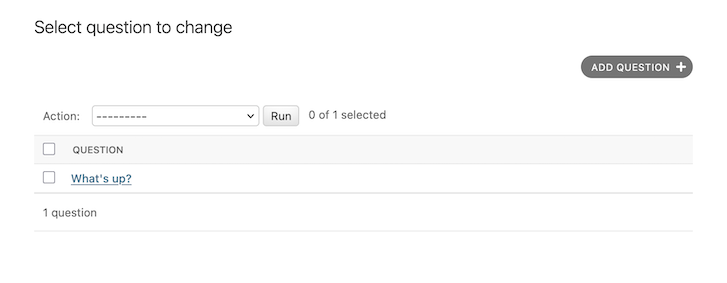 Select question to change
ADD QUESTION +
Action: --------- Run 0 of 1 selected
QUESTION
What's up?
1 question